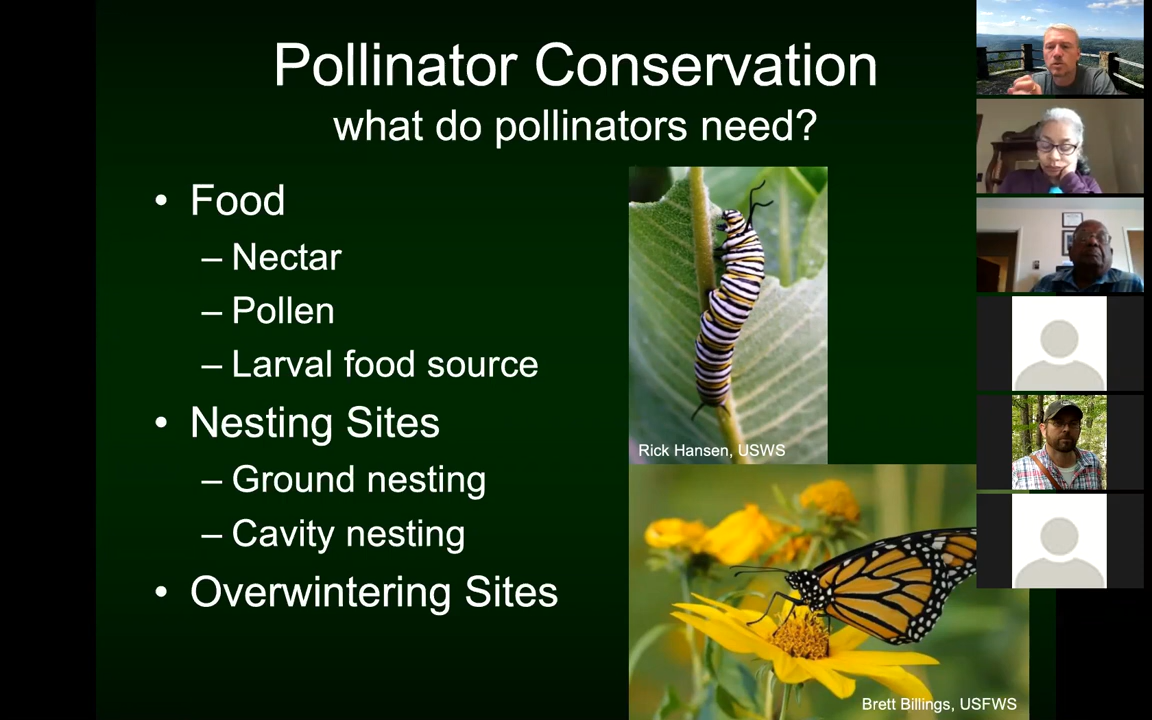 Pollinator Conservation
what do pollinators need?
• Food
– Nectar
– Pollen
– Larval food source
• Nesting Sites
– Ground nesting
– Cavity nesting
• Overwintering Sites
Rick Hansen, USWS
Brett Billings, USFWS